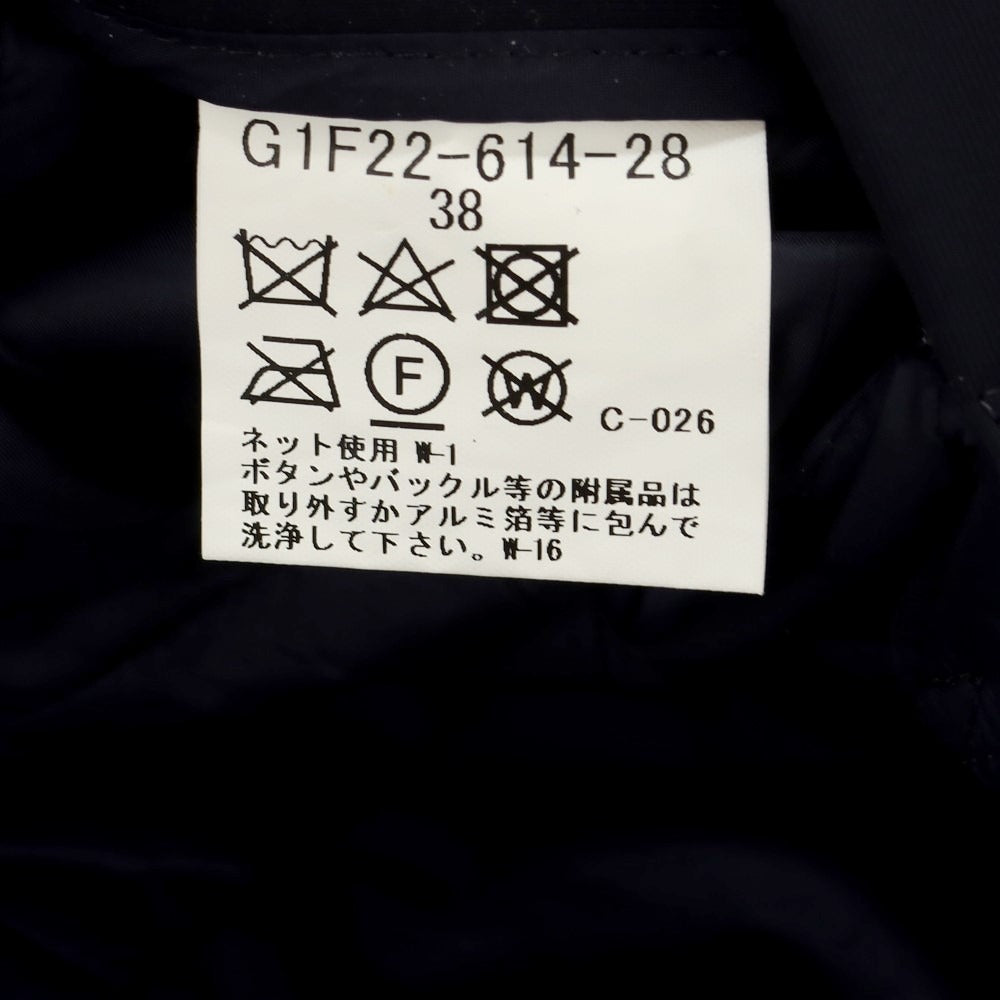 G1F22-614-28
38
F
W
C-026
ネット使用 W-1
ボタンやバックル等の附属品は
取り外すかアルミ箔等に包んで
洗浄して下さい。W-16